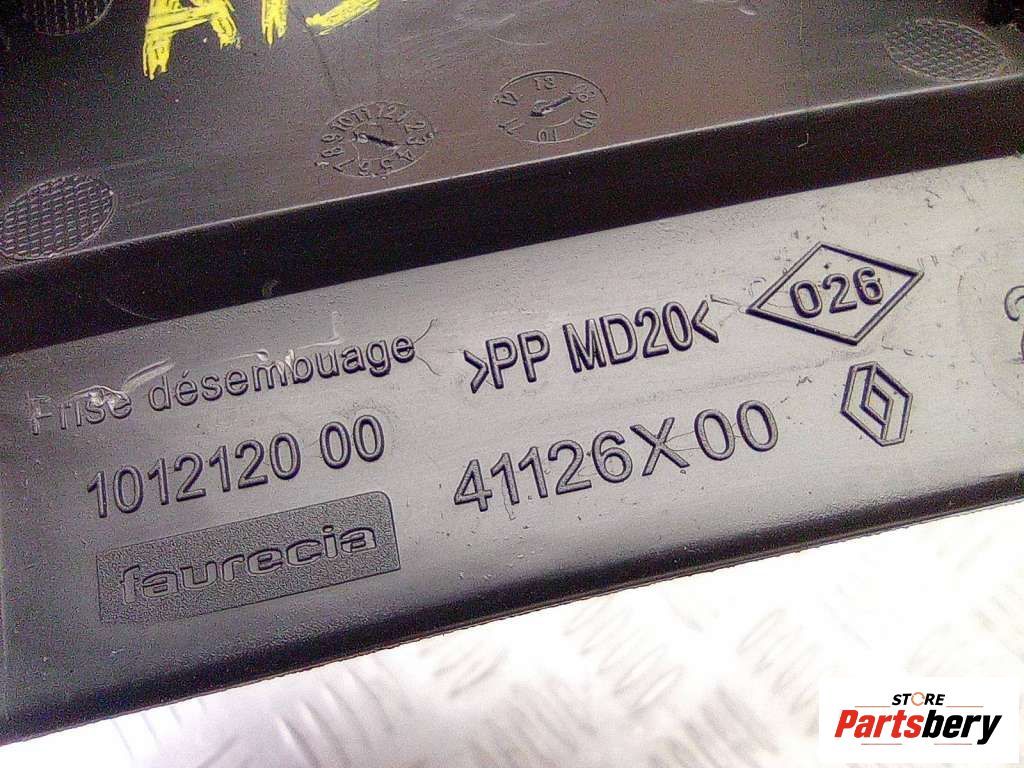 Frise désembuage
>PP MD20<
026
1012120 00
41126X00
faurecia
STORE
Partsbery